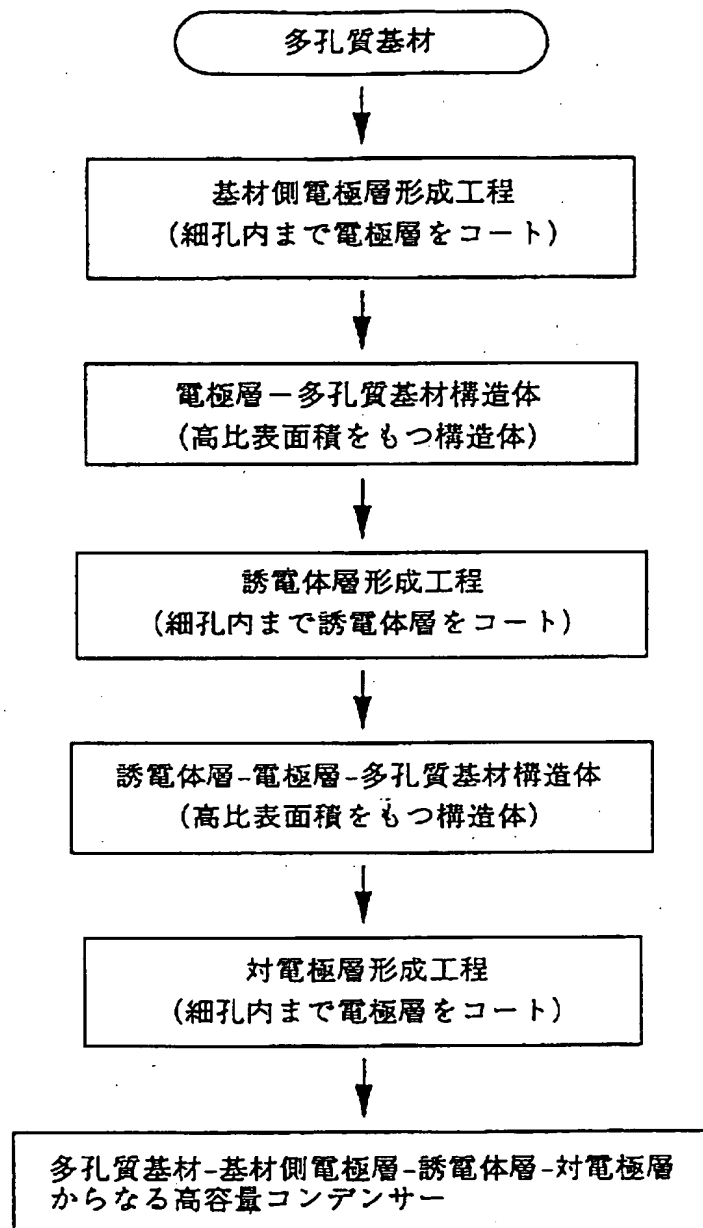 多孔質基材
基材側電極層形成工程
(細孔内まで電極層をコート)
電極層－多孔質基材構造体
(高比表面積をもつ構造体)
誘電体層形成工程
(細孔内まで誘電体層をコート)
誘電体層-電極層-多孔質基材構造体
(高比表面積をもつ構造体)
対電極層形成工程
(細孔内まで電極層をコート)
多孔質基材-基材側電極層-誘電体層-対電極層
からなる高容量コンデンサー